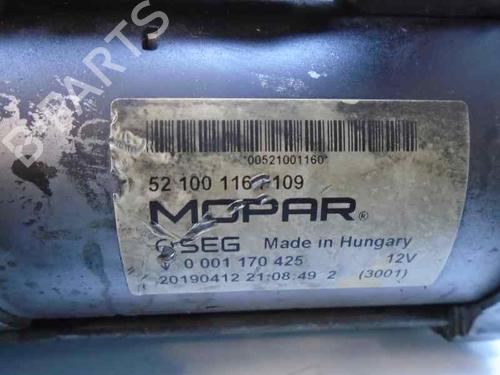 B-PARTS
*00521001160*
52 100 116 F109
MOPAR®
SEG Made in Hungary
0 001 170 425 12V
20190412 21:08:49 2 (3001)